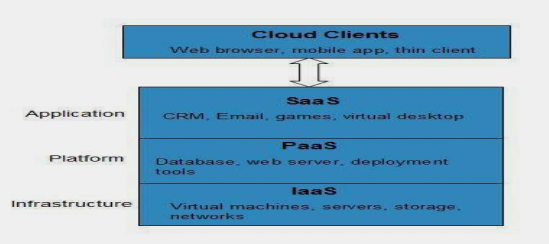 Cloud Clients
Web browser, mobile app, thin client
Application
SaaS
CRM, Email, games, virtual desktop
Platform
PaaS
Database, web server, deployment
tools
Infrastructure
IaaS
Virtual machines, servers, storage,
networks